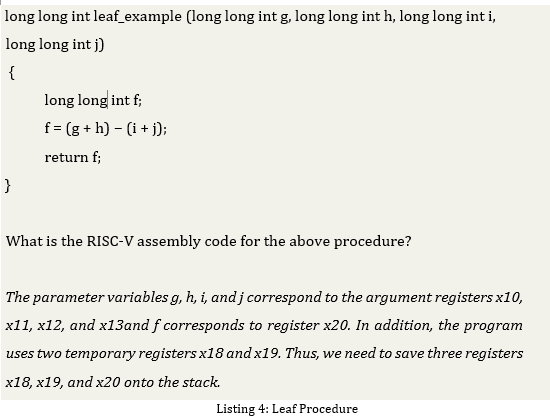 long long int leaf_example (long long int g, long long int h, long long int i,
long long int j)
{
long long int f;
f = (g + h) – (i + j);
return f;
}
What is the RISC-V assembly code for the above procedure?
The parameter variables g, h, i, and j correspond to the argument registers x10,
x11, x12, and x13and f corresponds to register x20. In addition, the program
uses two temporary registers x18 and x19. Thus, we need to save three registers
x18, x19, and x20 onto the stack.
Listing 4: Leaf Procedure